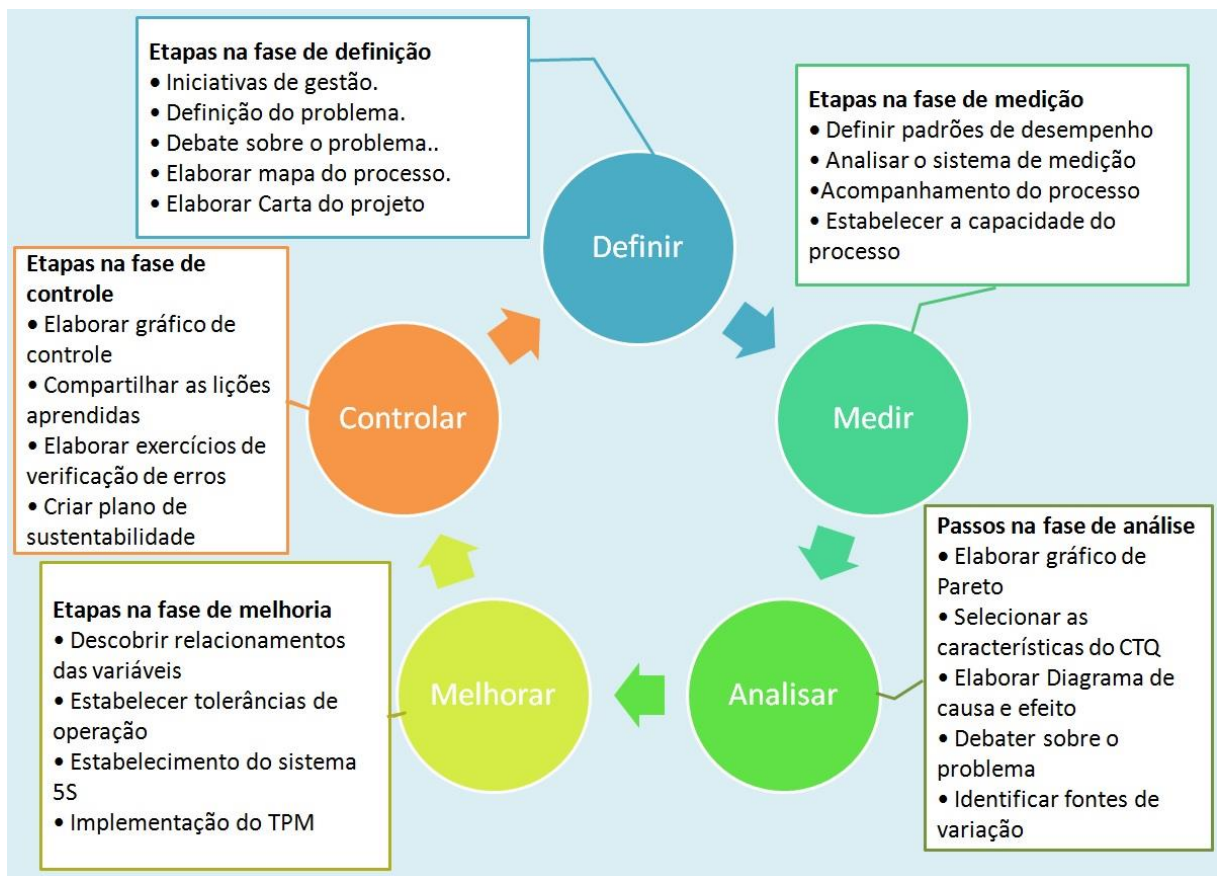 Etapas na fase de definição
• Iniciativas de gestão.
• Definição do problema.
• Debate sobre o problema..
• Elaborar mapa do processo.
• Elaborar Carta do projeto
Etapas na fase de medição
• Definir padrões de desempenho
• Analisar o sistema de medição
•Acompanhamento do processo
• Estabelecer a capacidade do
processo
Definir
Etapas na fase de
controle
• Elaborar gráfico de
controle
• Compartilhar as lições
aprendidas
• Elaborar exercícios de
verificação de erros
• Criar plano de
sustentabilidade
Controlar
Medir
Passos na fase de análise
• Elaborar gráfico de
Pareto
• Selecionar as
características do CTQ
• Elaborar Diagrama de
causa e efeito
• Debater sobre o
problema
• Identificar fontes de
variação
Etapas na fase de melhoria
• Descobrir relacionamentos
das variáveis
• Estabelecer tolerâncias de
operação
• Estabelecimento do sistema
5S
• Implementação do TPM
Melhorar
Analisar